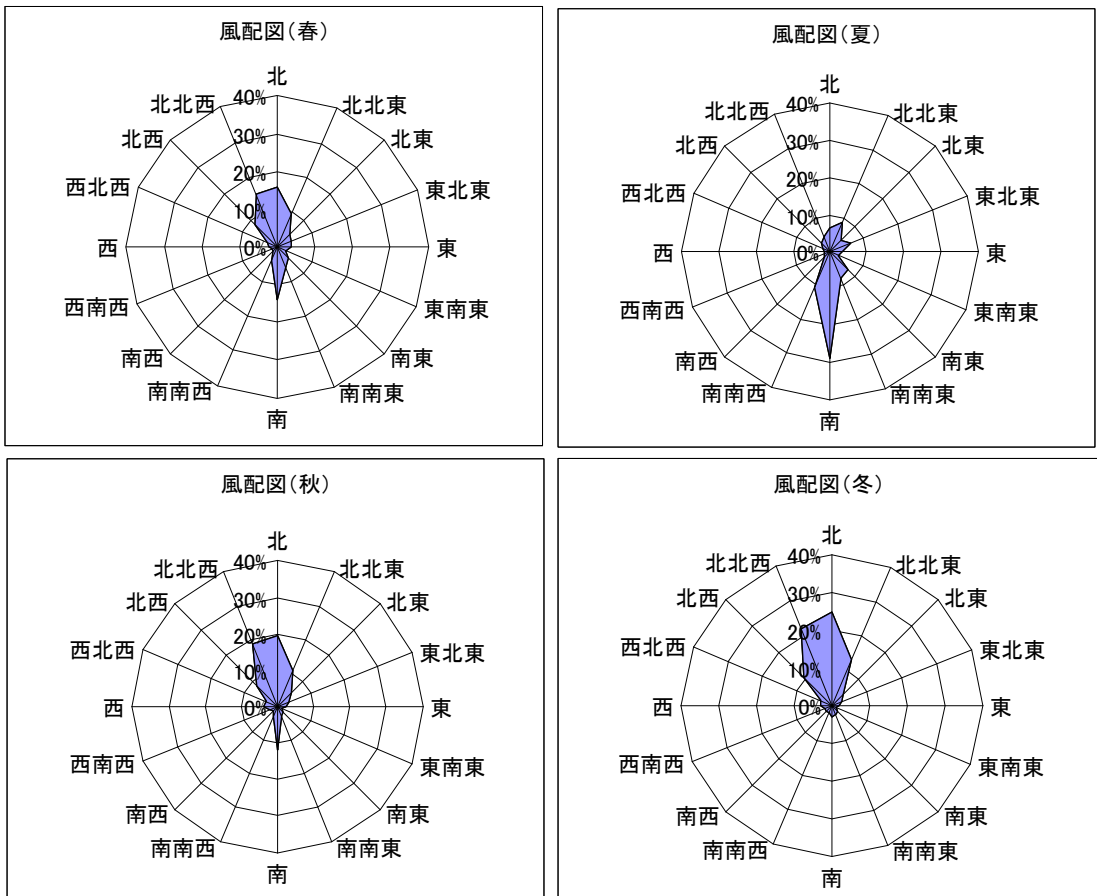 風配図(春)
北
北北西
40%
北北東
北西
30%
北東
西北西
20%
東北東
10%
西
0%
東
西南西
東南東
南西
南東
南南西
南南東
南
風配図(夏)
北
北北西
40%
北北東
北西
30%
北東
西北西
20%
東北東
10%
西
0%
東
西南西
東南東
南西
南東
南南西
南南東
南
風配図(秋)
北
北北西
40%
北北東
北西
30%
北東
西北西
20%
東北東
10%
西
0%
東
西南西
東南東
南西
南東
南南西
南南東
南
風配図(冬)
北
北北西
40%
北北東
北西
30%
北東
西北西
20%
東北東
10%
西
0%
東
西南西
東南東
南西
南東
南南西
南南東
南